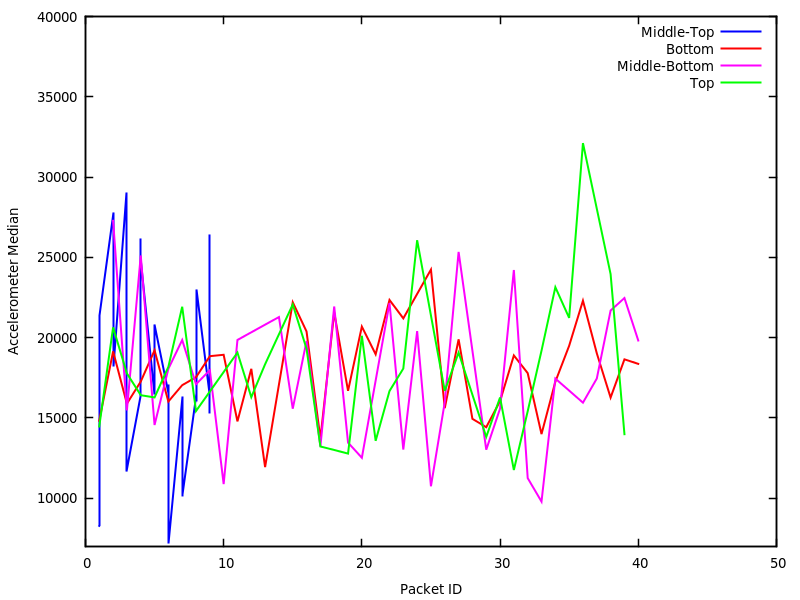 40000
35000
30000
25000
20000
15000
10000
Accelerometer Median
Middle-Top
Bottom
Middle-Bottom
Top
0 10 20 30 40 50
Packet ID